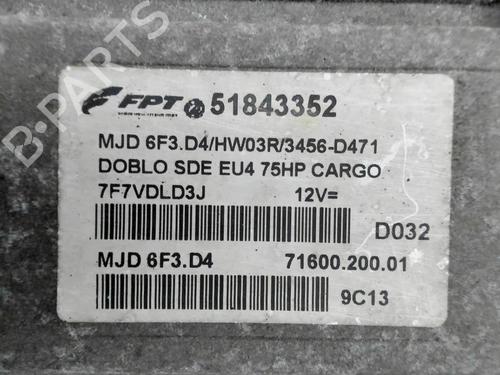 FPT 51843352
MJD 6F3.D4/HW03R/3456-D471
DOBLO SDE EU4 75HP CARGO
7F7VDLD3J 12V=
D032
MJD 6F3.D4 71600.200.01
9C13
B-PARTS